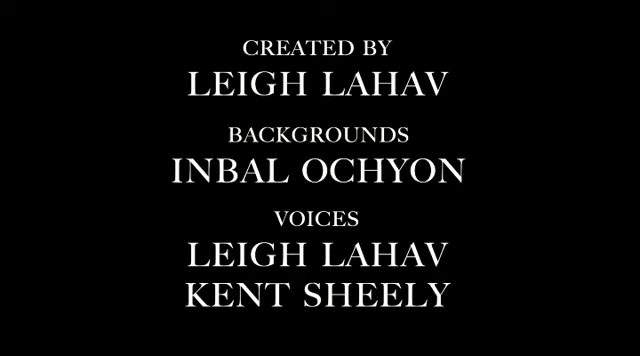 CREATED BY
LEIGH LAHAV
BACKGROUNDS
INBAL OCHYON
VOICES
LEIGH LAHAV
KENT SHEELY